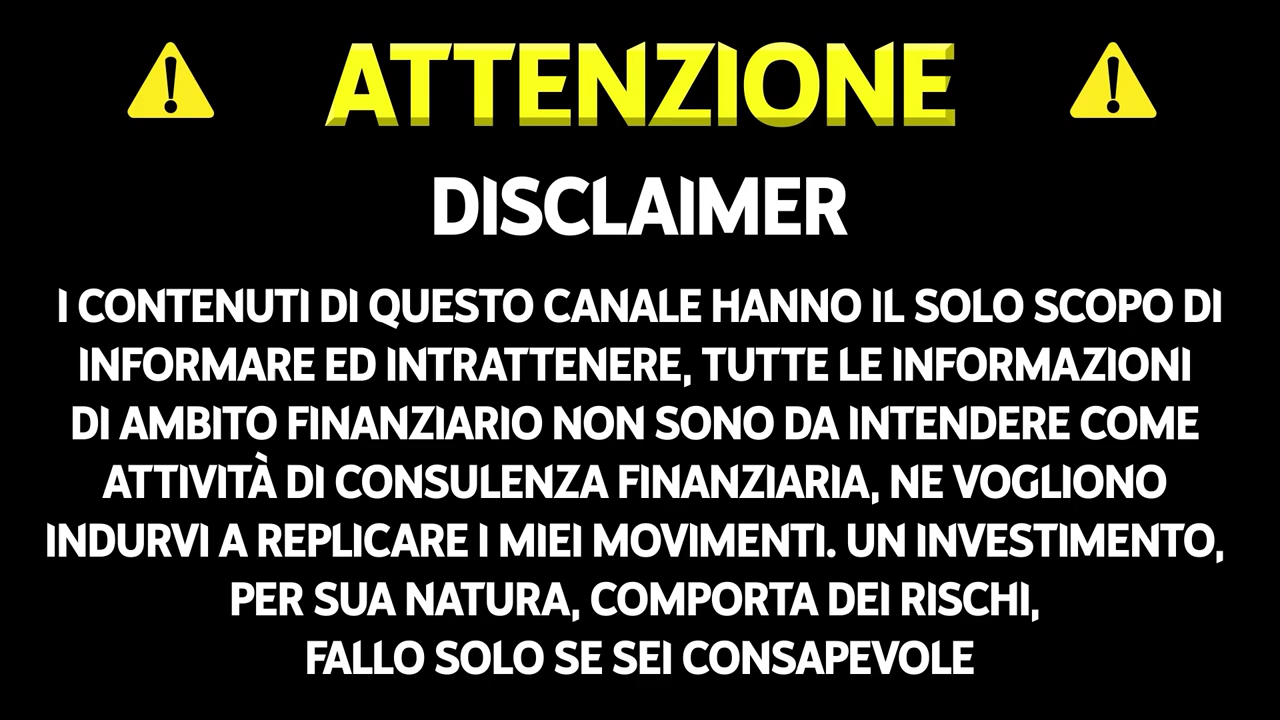 ATTENZIONE
DISCLAIMER
I CONTENUTI DI QUESTO CANALE HANNO IL SOLO SCOPO DI
INFORMARE ED INTRATTENERE, TUTTE LE INFORMAZIONI
DI AMBITO FINANZIARIO NON SONO DA INTENDERE COME
ATTIVITÀ DI CONSULENZA FINANZIARIA, NE VOGLIONO
INDURVI A REPLICARE I MIEI MOVIMENTI. UN INVESTIMENTO,
PER SUA NATURA, COMPORTA DEI RISCHI,
FALLO SOLO SE SEI CONSAPEVOLE